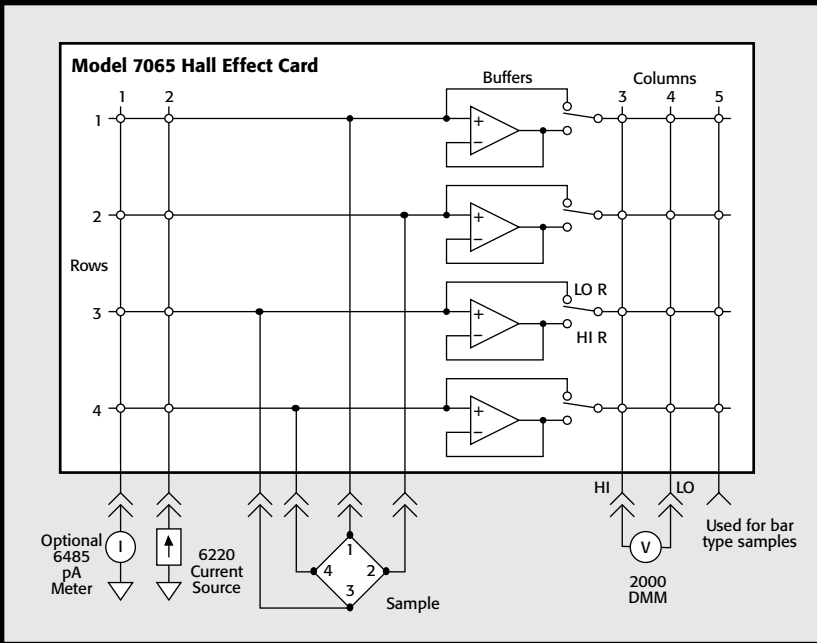 Model 7065 Hall Effect Card
Buffers
Columns
1 2
3 4 5
1
+
−
2
+
−
Rows
LO R
3
+
−
HI R
4
+
−
HI
LO
Optional
6485
pA
Meter
I
6220
Current
Source
1
4
2
3
Sample
V
2000
DMM
Used for bar
type samples